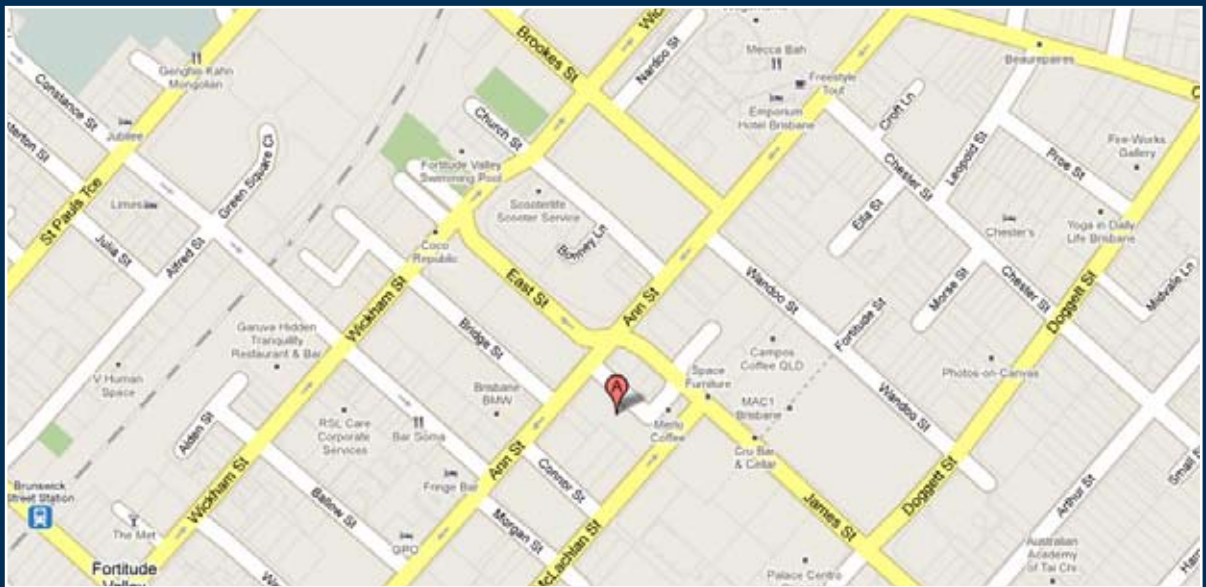 Brookes St
Wick
Nardoo St
Mecca Bah
Beaurepaires
Genghis Kahn
Mongolian
Freestyle
Tout
Emporium
Hotel Brisbane
Croft Ln
Constance St
Jubilee
Church St
Leopold St
Fire-Works
Gallery
Proe St
terton St
Green Square Cl
Fortitude Valley
Swimming Pool
Chester St
St Pauls Tce
Limes
Scooterlife
Scooter Service
Ella St
Chester's
Yoga in Daily
Life Brisbane
Julia St
Alfred St
Coco
Republic
Bonney Ln
Wandoo St
Chester St
Midvale Ln
Wickham St
East St
Ann St
Morse St
Doggett St
Fortitude St
Garuva Hidden
Tranquility
Restaurant & Bar
Bridge St
Campos
Coffee QLD
Space
Furniture
Photos-on-Canvas
V Human
Space
Brisbane
BMW
A
MAC1
Brisbane
Wandoo St
Alden St
RSL Care
Corporate
Services
Bar Soma
Merlo
Coffee
Cru Bar
& Cellar
Ann St
Connor St
Fringe Bar
Doggett St
Small S
Brunswick
Street Station
Wickham St
Ballow St
Arthur St
The Met
GPO
Morgan St
McLachlan St
James St
Australian
Academy
of Tai Chi
Palace Centro
Fortitude
Valley